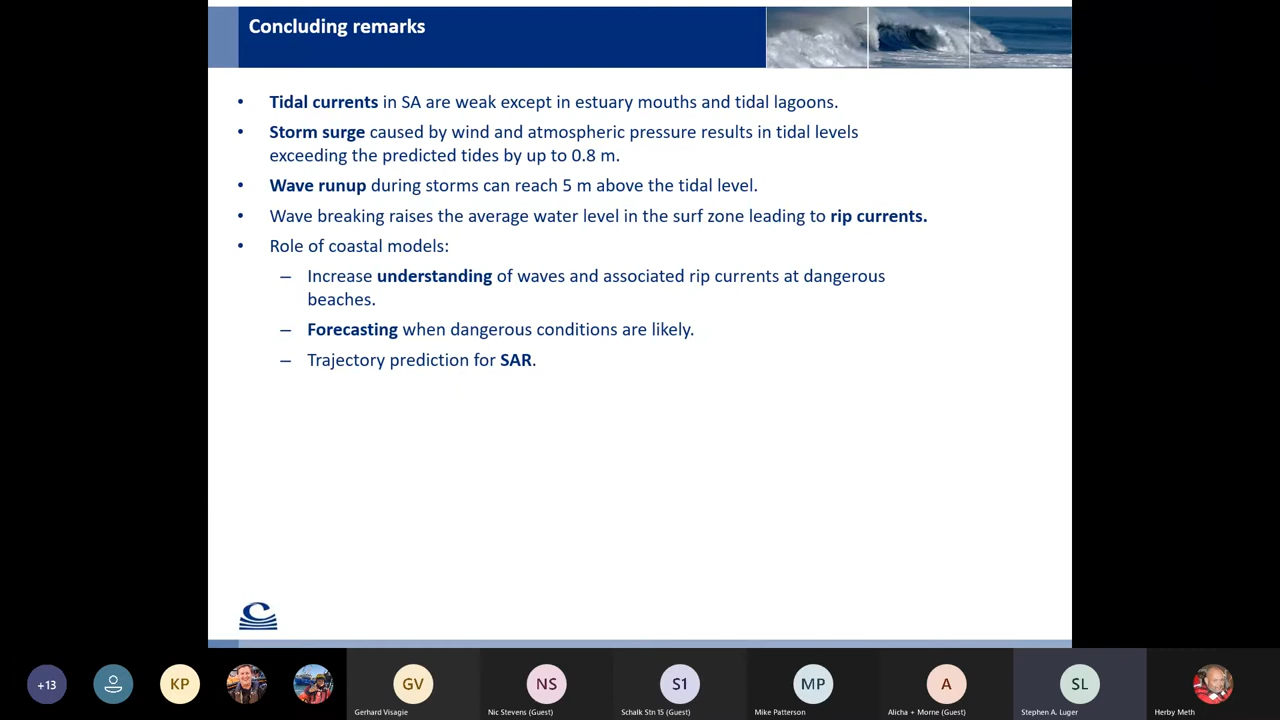 Concluding remarks
• Tidal currents in SA are weak except in estuary mouths and tidal lagoons.
• Storm surge caused by wind and atmospheric pressure results in tidal levels
exceeding the predicted tides by up to 0.8 m.
• Wave runup during storms can reach 5 m above the tidal level.
• Wave breaking raises the average water level in the surf zone leading to rip currents.
• Role of coastal models:
– Increase understanding of waves and associated rip currents at dangerous
beaches.
– Forecasting when dangerous conditions are likely.
– Trajectory prediction for SAR.
+13
KP
GV
NS
S1
MP
A
SL
Gerhard Visagie
Nic Stevens (Guest)
Schalk Stn 15 (Guest)
Mike Patterson
Alicha + Morne (Guest)
Stephen A. Luger
Herby Meth